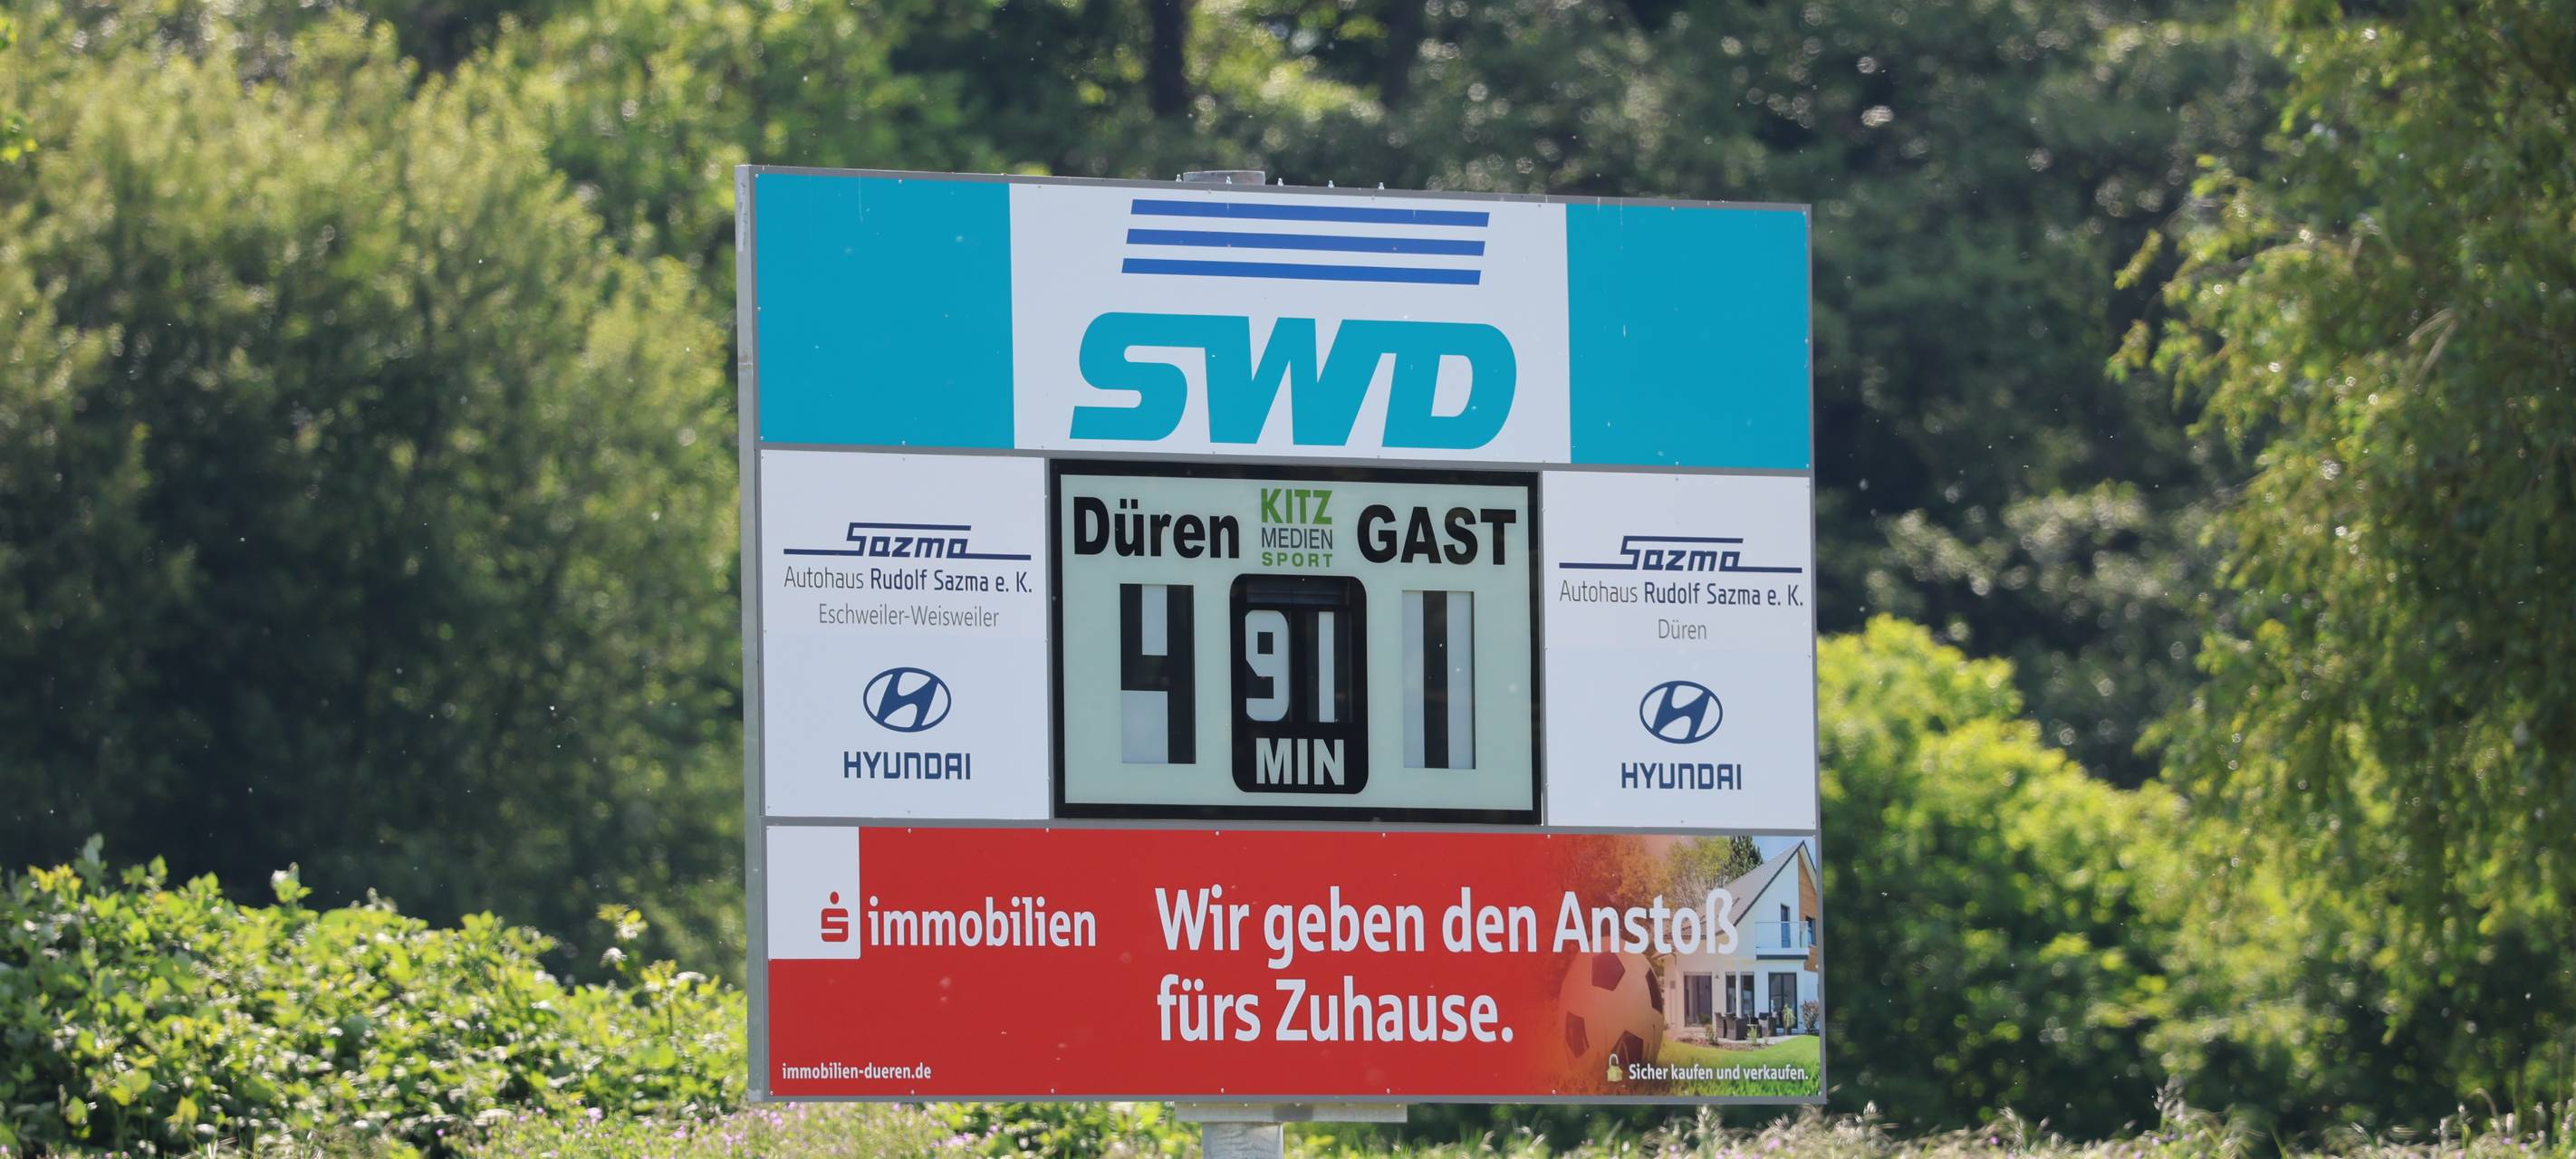 SWD
Sazma
Autohaus Rudolf Sazma e. K.
Eschweiler-Weisweiler
HYUNDAI
Düren
KITZ
MEDIEN
SPORT
GAST
4
91
1
MIN
Sazma
Autohaus Rudolf Sazma e. K.
Düren
HYUNDAI
immobilien
Wir geben den Anstoß
fürs Zuhause.
immobilien-dueren.de
Sicher kaufen und verkaufen.